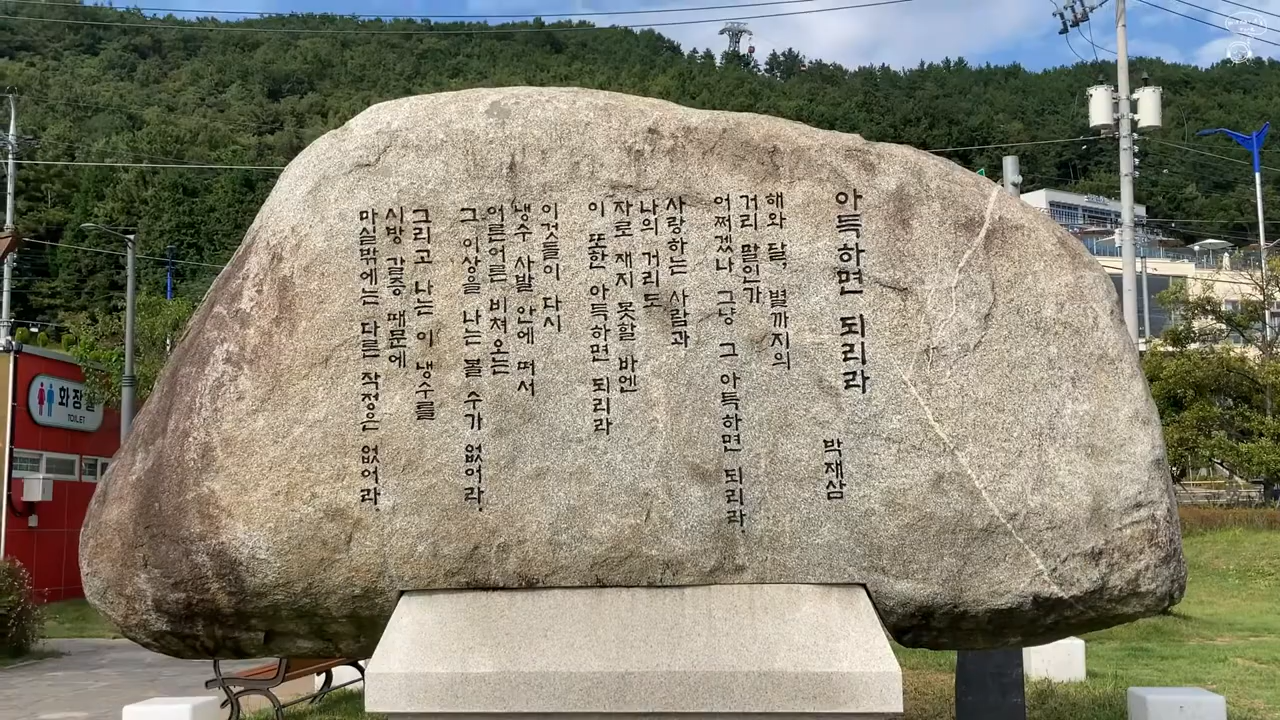 아득하면 되리라
박재삼
해와 달, 별까지의
거리 말인가
어쩌겠나 그냥 그 아득하면 되리라.
사랑하는 사람과
나의 거리도
자로 재지 못할 바엔
이 또한 아득하면 되리라
이것들이 다시
냉수 사발 안에 떠서
어른어른 비쳐오는
그 이상을 나는 볼 수가 없어라.
그리고 나는 이 냉수를
시방 갈증 때문에
마실밖에는 다른 작정은 없어라.
화장실
TOILET